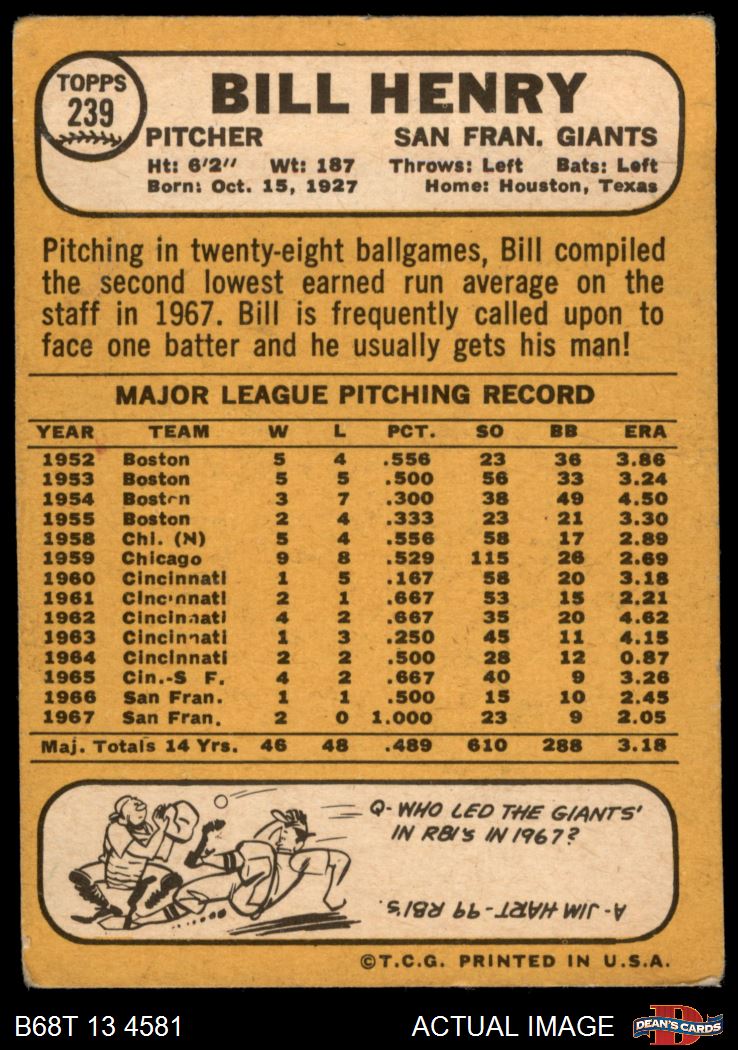 TOPPS
239
BILL HENRY
PITCHER SAN FRAN. GIANTS
Ht: 6'2" Wt: 187 Throws: Left Bats: Left
Born: Oct. 15, 1927 Home: Houston, Texas
Pitching in twenty-eight ballgames, Bill compiled
the second lowest earned run average on the
staff in 1967. Bill is frequently called upon to
face one batter and he usually gets his man!
MAJOR LEAGUE PITCHING RECORD
YEAR TEAM W L PCT. SO BB ERA
1952 Boston 5 4 .556 23 36 3.86
1953 Boston 5 5 .500 56 33 3.24
1954 Boston 3 7 .300 38 49 4.50
1955 Boston 2 4 .333 23 21 3.30
1958 Chi. (N) 5 4 .556 58 17 2.89
1959 Chicago 9 8 .529 115 26 2.69
1960 Cincinnati 1 5 .167 58 20 3.18
1961 Cincinnati 2 1 .667 53 15 2.21
1962 Cincinnati 4 2 .667 35 20 4.62
1963 Cincinnati 1 3 .250 45 11 4.15
1964 Cincinnati 2 2 .500 28 12 0.87
1965 Cin.-S F. 4 2 .667 40 9 3.26
1966 San Fran. 1 1 .500 15 10 2.45
1967 San Fran. 2 0 1.000 23 9 2.05
Maj. Totals 14 Yrs. 46 48 .489 610 288 3.18
Q- WHO LED THE GIANTS'
IN RBI'S IN 1967?
A- JIM HART - 99 RBI'S.
©T.C.G. PRINTED IN U.S.A.
B68T 13 4581 ACTUAL IMAGE
D
DEAN'S CARDS